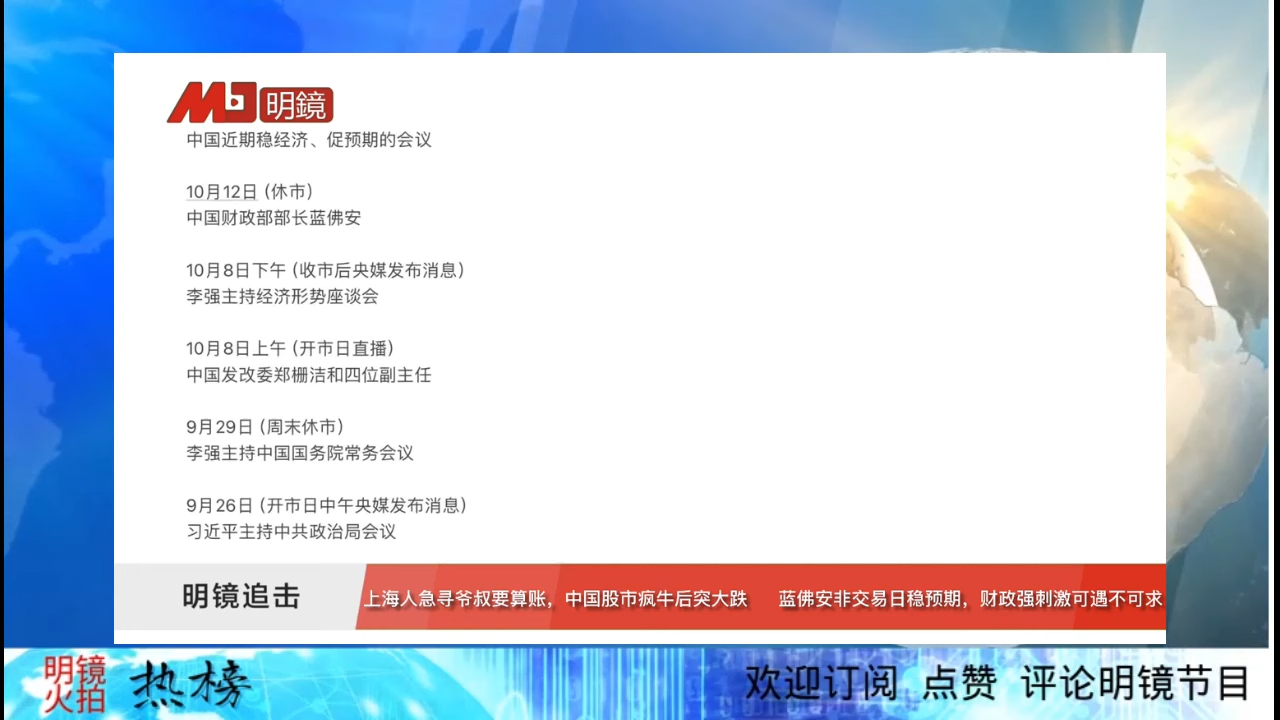 MJ 明鏡
中国近期稳经济、促预期的会议
10月12日 (休市)
中国财政部部长蓝佛安
10月8日下午 (收市后央媒发布消息)
李强主持经济形势座谈会
10月8日上午 (开市日直播)
中国发改委郑栅洁和四位副主任
9月29日 (周末休市)
李强主持中国国务院常务会议
9月26日 (开市日中午央媒发布消息)
习近平主持中共政治局会议
明镜追击
上海人急寻爷叔要算账，中国股市疯牛后突大跌 蓝佛安非交易日稳预期，财政强刺激可遇不可求
明镜火拍 热榜
欢迎订阅 点赞 评论明镜节目